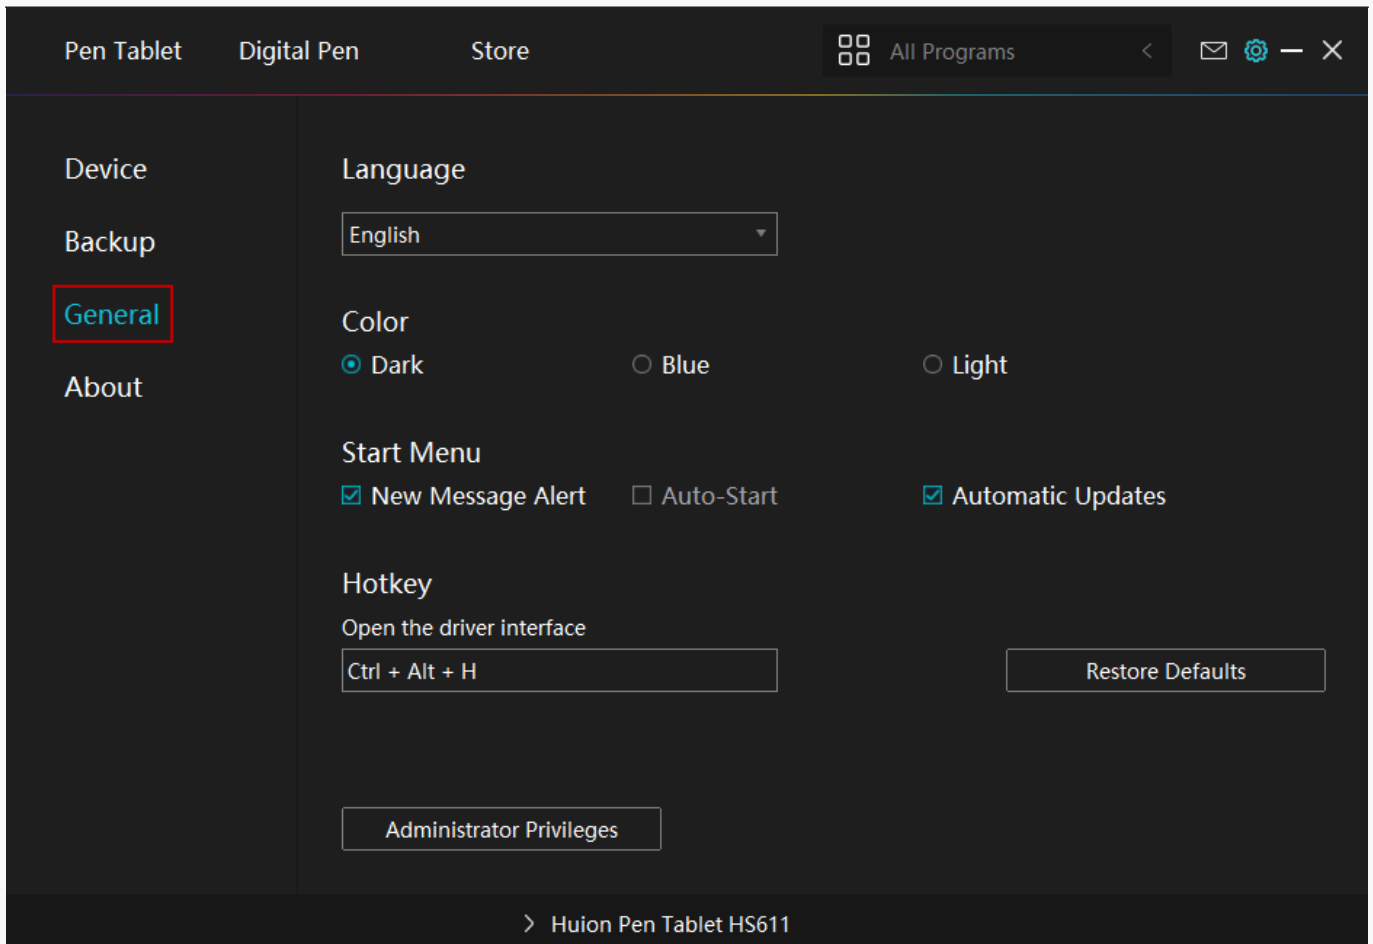 Pen Tablet Digital Pen Store All Programs
Device
Backup
General
About
Language
English
Color
Dark Blue Light
Start Menu
New Message Alert Auto-Start Automatic Updates
Hotkey
Open the driver interface
Ctrl + Alt + H Restore Defaults
Administrator Privileges
Huion Pen Tablet HS611